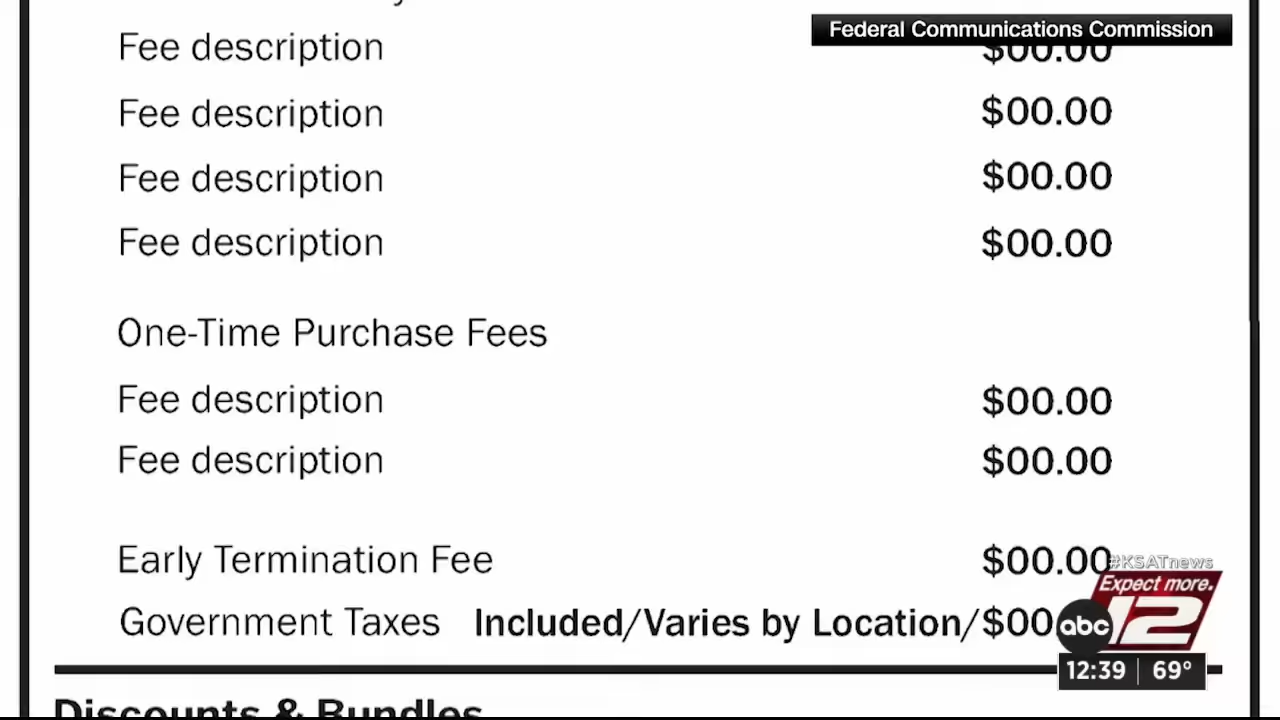 Federal Communications Commission
Fee description $00.00
Fee description $00.00
Fee description $00.00
Fee description $00.00
One-Time Purchase Fees
Fee description $00.00
Fee description $00.00
Early Termination Fee $00.00
#KSATnews
Expect more.
Government Taxes Included/Varies by Location/$00
abc 12
12:39 69°
Discounts & Bundles